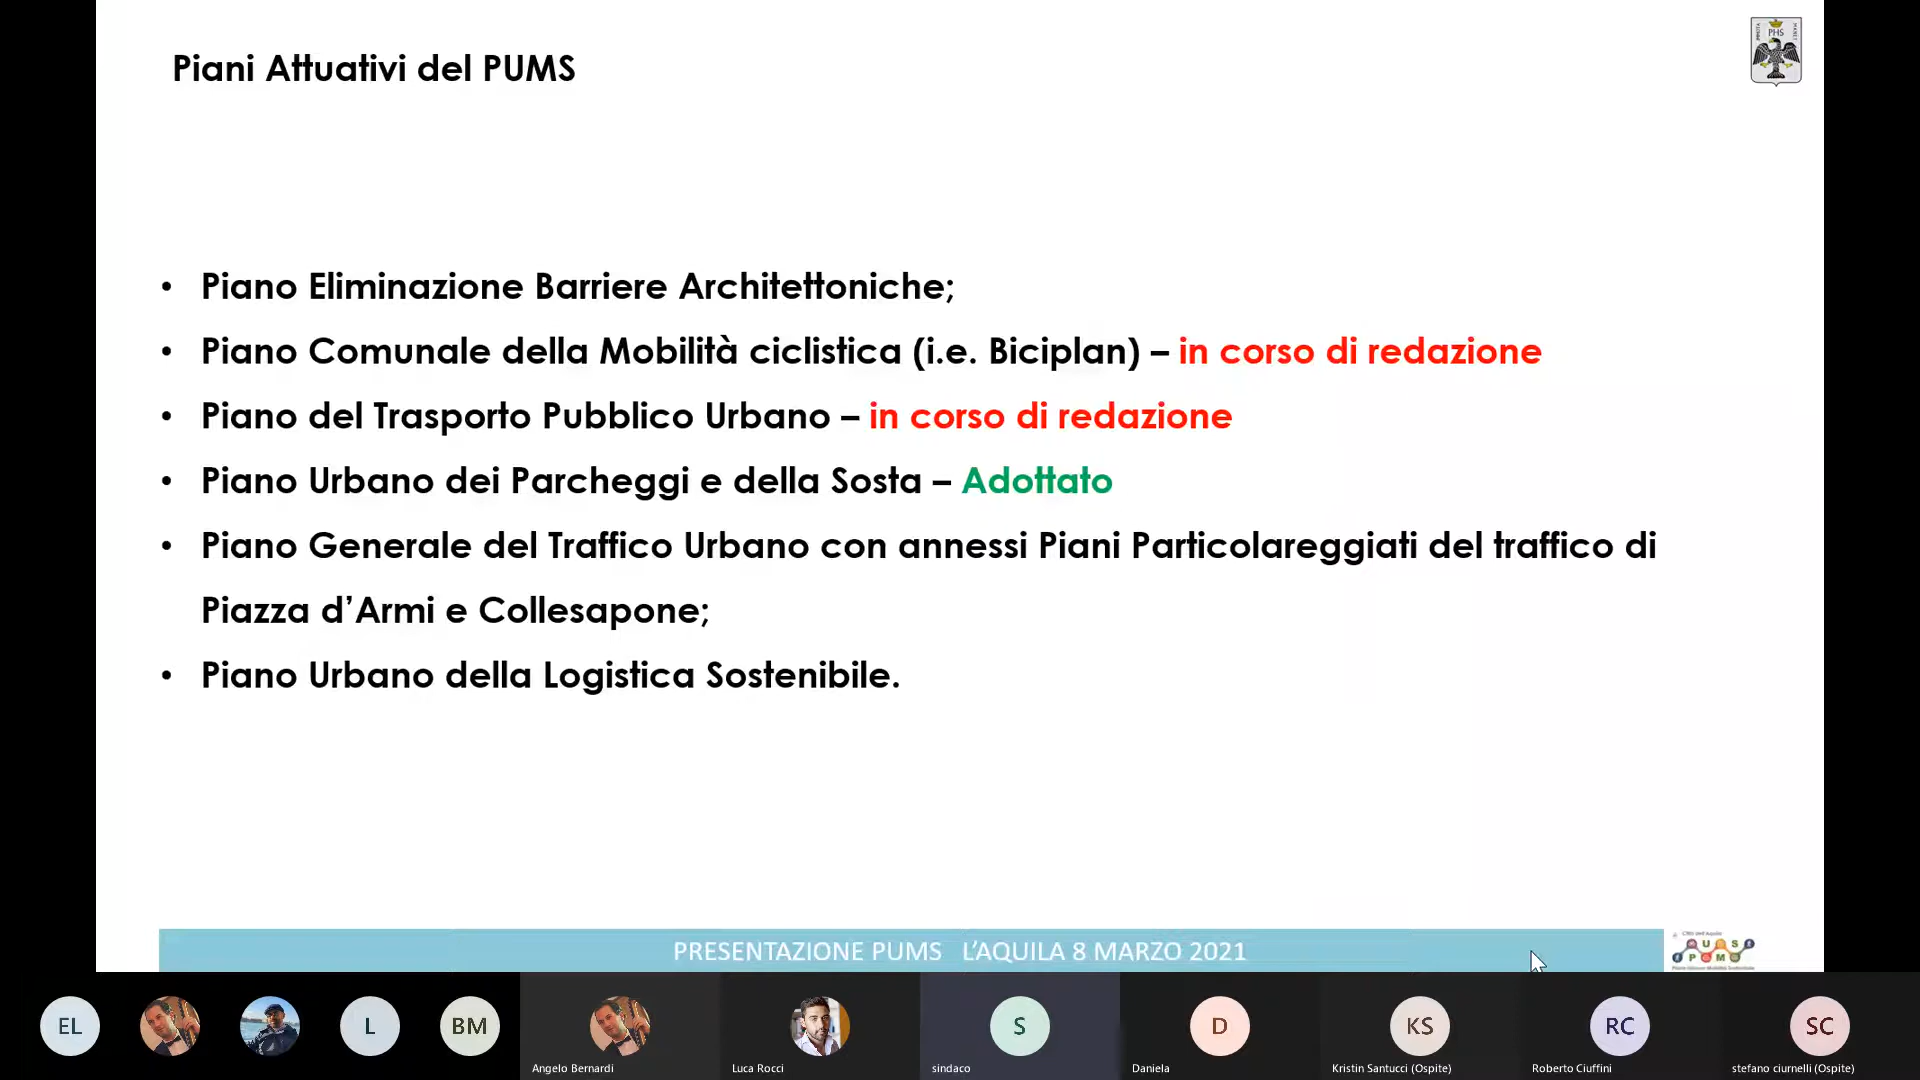 Piani Attuativi del PUMS
PHS
• Piano Eliminazione Barriere Architettoniche;
• Piano Comunale della Mobilità ciclistica (i.e. Biciplan) – in corso di redazione
• Piano del Trasporto Pubblico Urbano – in corso di redazione
• Piano Urbano dei Parcheggi e della Sosta – Adottato
• Piano Generale del Traffico Urbano con annessi Piani Particolareggiati del traffico di
Piazza d’Armi e Collesapone;
• Piano Urbano della Logistica Sostenibile.
PRESENTAZIONE PUMS L’AQUILA 8 MARZO 2021
EL
L
BM
S
D
KS
RC
SC
Angelo Bernardi
Luca Rocci
sindaco
Daniela
Kristin Santucci (Ospite)
Roberto Ciuffini
stefano ciurnelli (Ospite)